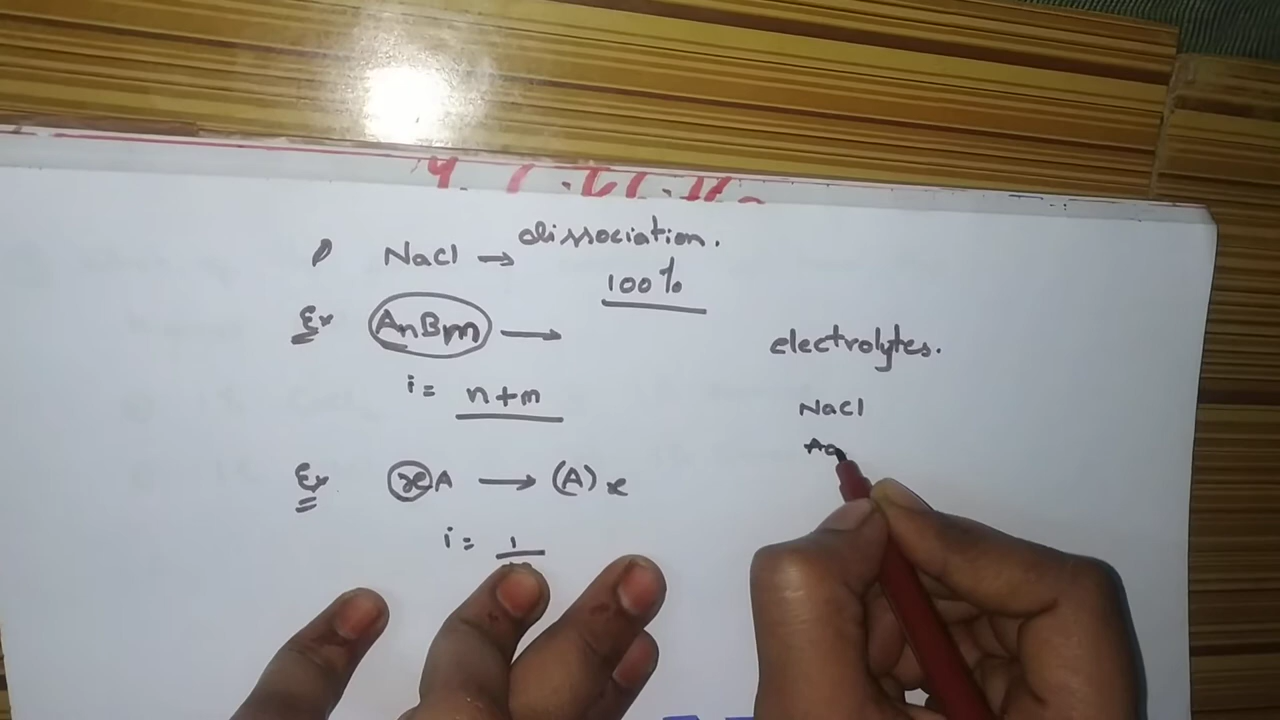 NaCl → dissociation.
100%
Ex AnBm →
i = n+m
Ex xA → (A)x
i = 1
electrolytes.
NaCl